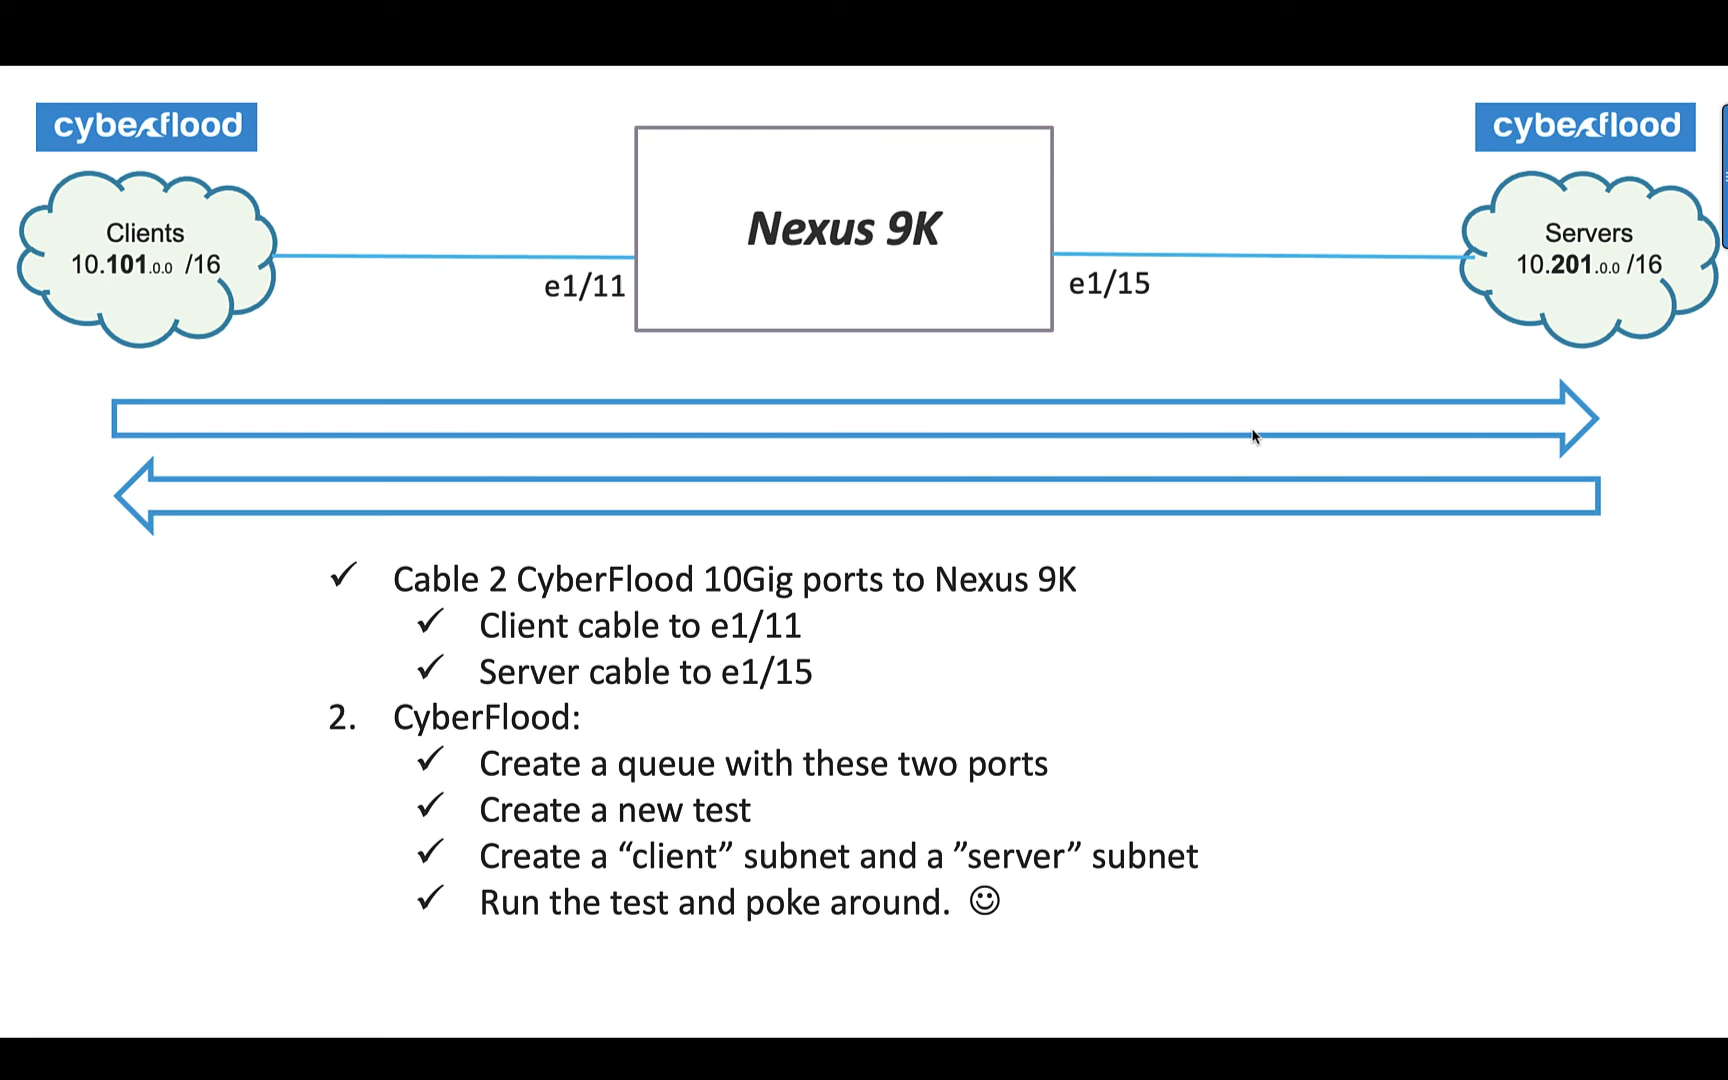 cyberflood
cyberflood
Clients
10.101.0.0 /16
Nexus 9K
Servers
10.201.0.0 /16
e1/11
e1/15
✓ Cable 2 CyberFlood 10Gig ports to Nexus 9K
✓ Client cable to e1/11
✓ Server cable to e1/15
2. CyberFlood:
✓ Create a queue with these two ports
✓ Create a new test
✓ Create a “client” subnet and a ”server” subnet
✓ Run the test and poke around. ☺